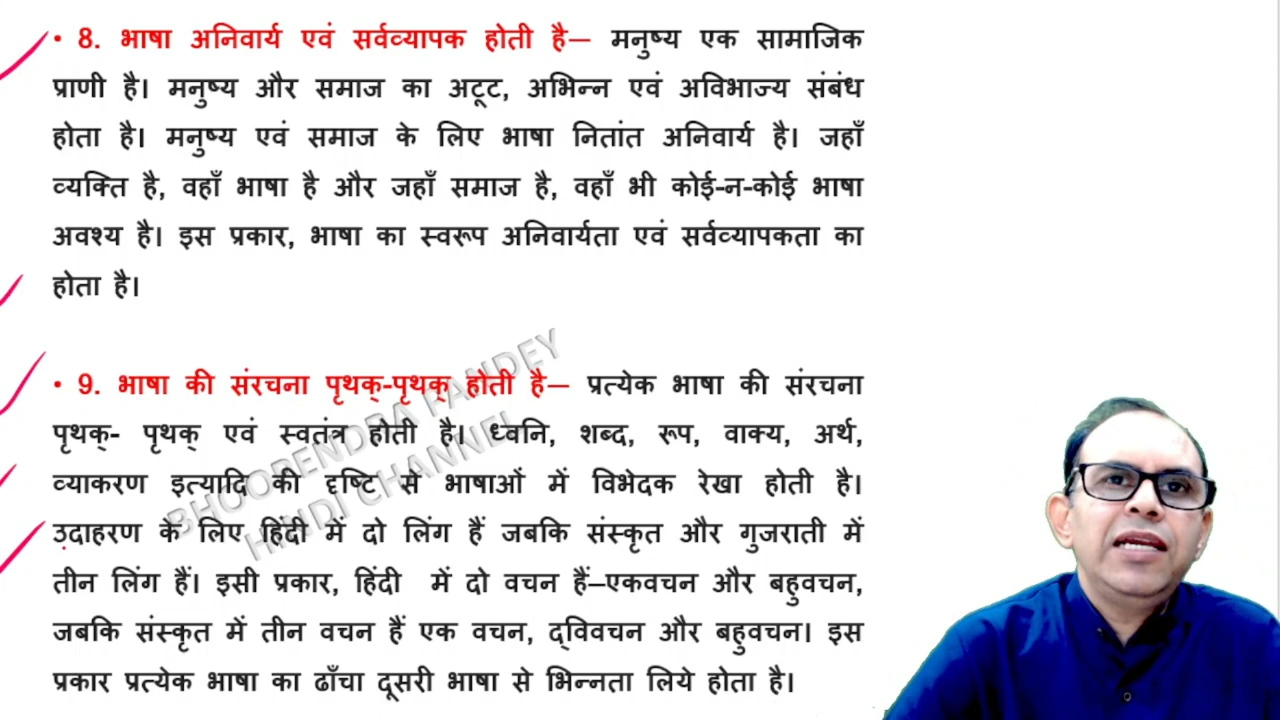 • 8. भाषा अनिवार्य एवं सर्वव्यापक होती है— मनुष्य एक सामाजिक
प्राणी है। मनुष्य और समाज का अटूट, अभिन्न एवं अविभाज्य संबंध
होता है। मनुष्य एवं समाज के लिए भाषा नितांत अनिवार्य है। जहाँ
व्यक्ति है, वहाँ भाषा है और जहाँ समाज है, वहाँ भी कोई-न-कोई भाषा
अवश्य है। इस प्रकार, भाषा का स्वरूप अनिवार्यता एवं सर्वव्यापकता का
होता है।
• 9. भाषा की संरचना पृथक्-पृथक् होती है— प्रत्येक भाषा की संरचना
पृथक्- पृथक् एवं स्वतंत्र होती है। ध्वनि, शब्द, रूप, वाक्य, अर्थ,
व्याकरण इत्यादि की दृष्टि से भाषाओं में विभेदक रेखा होती है।
उदाहरण के लिए हिंदी में दो लिंग हैं जबकि संस्कृत और गुजराती में
तीन लिंग हैं। इसी प्रकार, हिंदी में दो वचन हैं—एकवचन और बहुवचन,
जबकि संस्कृत में तीन वचन हैं एक वचन, द्विवचन और बहुवचन। इस
प्रकार प्रत्येक भाषा का ढाँचा दूसरी भाषा से भिन्नता लिये होता है।
BHOORENDRA PANDEY
HINDI CHANNEL